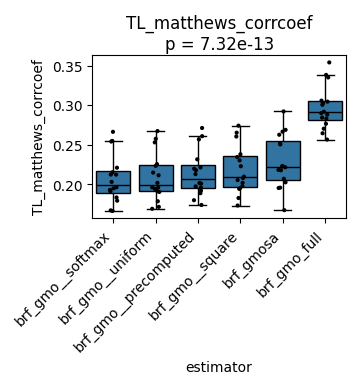 TL_matthews_corrcoef
p = 7.32e-13
TL_matthews_corrcoef
0.35
0.30
0.25
0.20
brf_gmo__softmax
brf_gmo__uniform
brf_gmo__precomputed
brf_gmo__square
brf_gmosa
brf_gmo_full
estimator